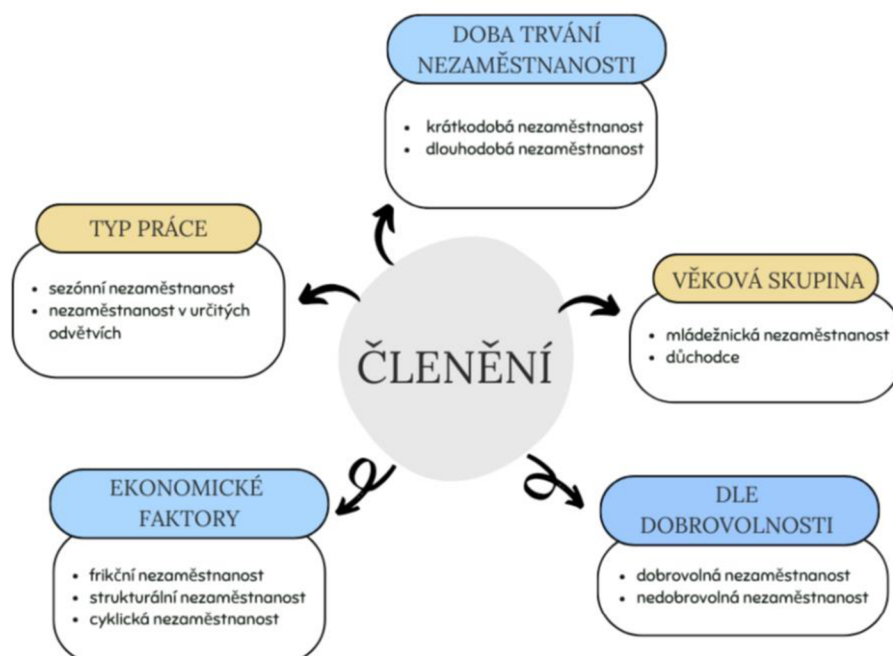 DOBA TRVÁNÍ
NEZAMĚSTNANOSTI
• krátkodobá nezaměstnanost
• dlouhodobá nezaměstnanost
TYP PRÁCE
• sezónní nezaměstnanost
• nezaměstnanost v určitých
odvětvích
VĚKOVÁ SKUPINA
• mládežnická nezaměstnanost
• důchodce
ČLENĚNÍ
EKONOMICKÉ
FAKTORY
• frikční nezaměstnanost
• strukturální nezaměstnanost
• cyklická nezaměstnanost
DLE
DOBROVOLNOSTI
• dobrovolná nezaměstnanost
• nedobrovolná nezaměstnanost